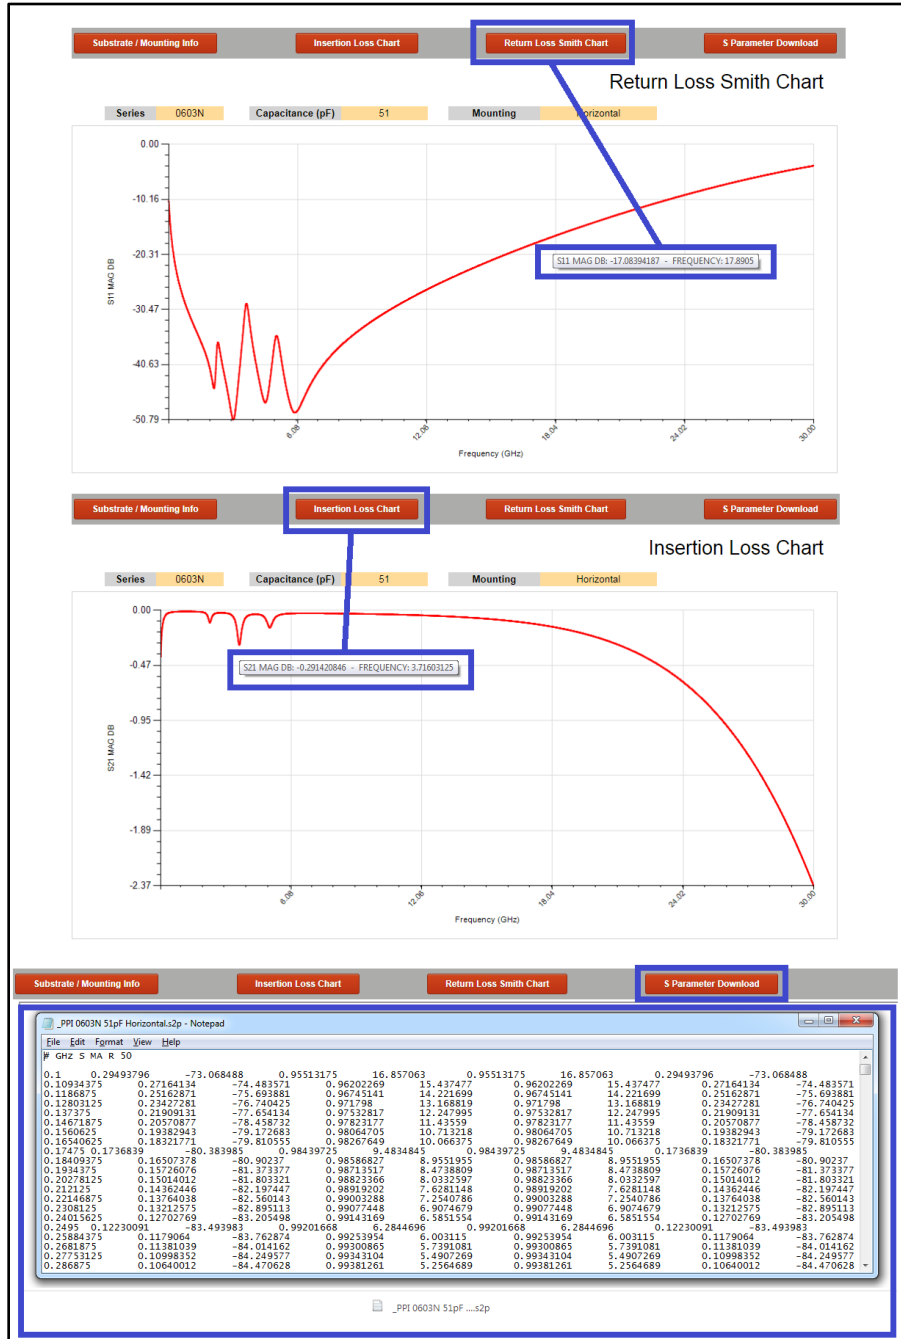 Substrate / Mounting Info Insertion Loss Chart Return Loss Smith Chart S Parameter Download
Return Loss Smith Chart
Series 0603N Capacitance (pF) 51 Mounting Horizontal
0.00
-10.16
-20.31
-30.47
-40.63
-50.79
S11 MAG DB
S11 MAG DB: -17.08394187 - FREQUENCY: 17.8905
6.08 12.06 18.04 24.02 30.00
Frequency (GHz)
Substrate / Mounting Info Insertion Loss Chart Return Loss Smith Chart S Parameter Download
Insertion Loss Chart
Series 0603N Capacitance (pF) 51 Mounting Horizontal
0.00
-0.47
-0.95
-1.42
-1.89
-2.37
S21 MAG DB
S21 MAG DB: -0.291420846 - FREQUENCY: 3.71603125
6.08 12.06 18.04 24.02 30.00
Frequency (GHz)
Substrate / Mounting Info Insertion Loss Chart Return Loss Smith Chart S Parameter Download
_PPI 0603N 51pF Horizontal.s2p - Notepad
File Edit Format View Help
# GHZ S MA R 50
0.1 0.29493796 -73.068488 0.95513175 16.857063 0.95513175 16.857063 0.29493796 -73.068488
0.10934375 0.27164134 -74.483571 0.96202269 15.437477 0.96202269 15.437477 0.27164134 -74.483571
0.1186875 0.25162871 -75.693881 0.96745141 14.221699 0.96745141 14.221699 0.25162871 -75.693881
0.12803125 0.23427281 -76.740425 0.971798 13.168819 0.971798 13.168819 0.23427281 -76.740425
0.137375 0.21909131 -77.654134 0.97532817 12.247995 0.97532817 12.247995 0.21909131 -77.654134
0.14671875 0.20570877 -78.458732 0.97823177 11.43559 0.97823177 11.43559 0.20570877 -78.458732
0.1560625 0.19382943 -79.172683 0.98064705 10.713218 0.98064705 10.713218 0.19382943 -79.172683
0.16540625 0.18321771 -79.810555 0.98267649 10.066375 0.98267649 10.066375 0.18321771 -79.810555
0.17475 0.1736839 -80.383985 0.98439725 9.4834845 0.98439725 9.4834845 0.1736839 -80.383985
0.18409375 0.16507378 -80.90237 0.98586827 8.9551955 0.98586827 8.9551955 0.16507378 -80.90237
0.1934375 0.15726076 -81.373377 0.98713517 8.4738809 0.98713517 8.4738809 0.15726076 -81.373377
0.20278125 0.15014012 -81.803321 0.98823366 8.0332597 0.98823366 8.0332597 0.15014012 -81.803321
0.212125 0.14362446 -82.197447 0.98919202 7.6281148 0.98919202 7.6281148 0.14362446 -82.197447
0.22146875 0.13764038 -82.560143 0.99003288 7.2540786 0.99003288 7.2540786 0.13764038 -82.560143
0.2308125 0.13212575 -82.895113 0.99077448 6.9074679 0.99077448 6.9074679 0.13212575 -82.895113
0.24015625 0.12702769 -83.205498 0.99143169 6.5851554 0.99143169 6.5851554 0.12702769 -83.205498
0.2495 0.12230091 -83.493983 0.99201668 6.2844696 0.99201668 6.2844696 0.12230091 -83.493983
0.25884375 0.1179064 -83.762874 0.99253954 6.003115 0.99253954 6.003115 0.1179064 -83.762874
0.2681875 0.11381039 -84.014162 0.99300865 5.7391081 0.99300865 5.7391081 0.11381039 -84.014162
0.27753125 0.10998352 -84.249577 0.99343104 5.4907269 0.99343104 5.4907269 0.10998352 -84.249577
0.286875 0.10640012 -84.470628 0.99381261 5.2564689 0.99381261 5.2564689 0.10640012 -84.470628
_PPI 0603N 51pF ....s2p